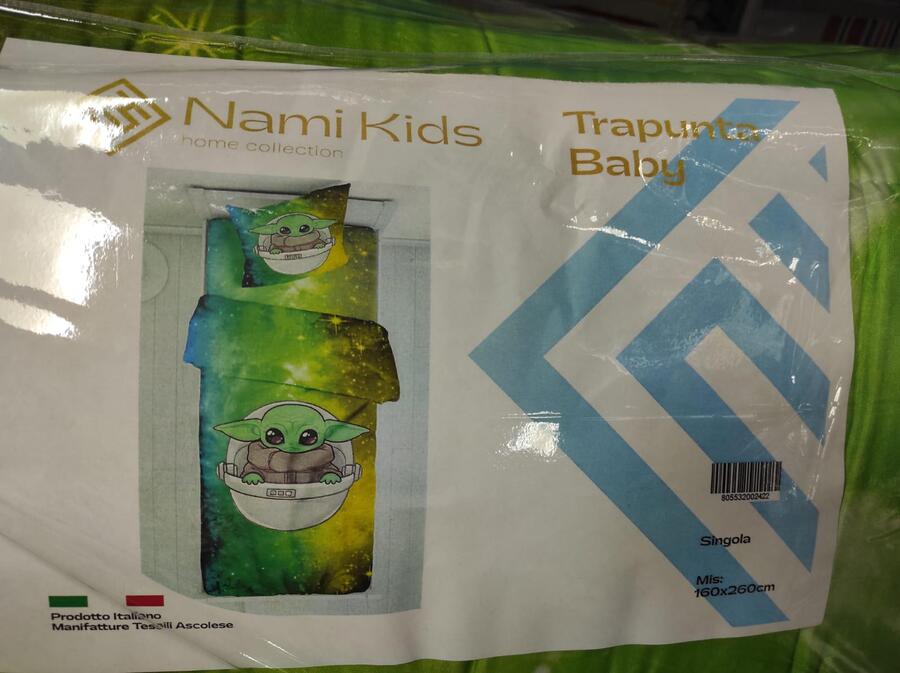 Nami Kids
home collection
Trapunta
Baby
805532002422
Singola
Mis:
160x260cm
Prodotto Italiano
Manifatture Tessili Ascolese